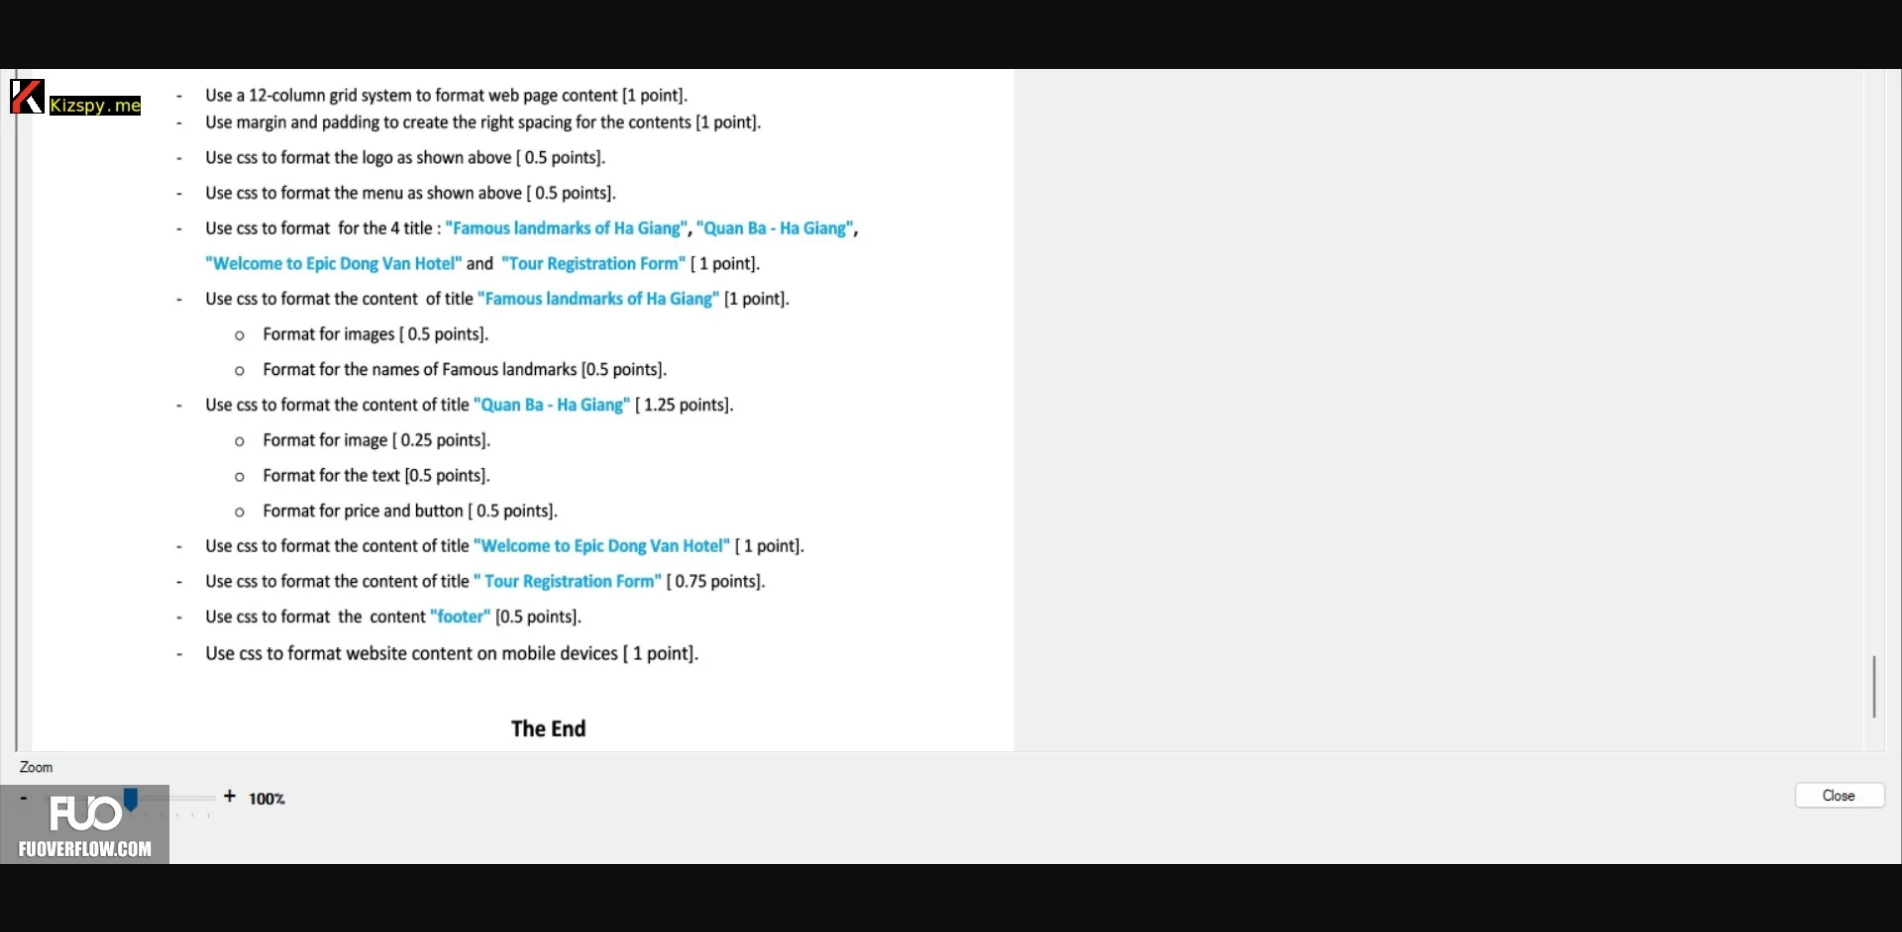 Kizspy.me
- Use a 12-column grid system to format web page content [1 point].
- Use margin and padding to create the right spacing for the contents [1 point].
- Use css to format the logo as shown above [ 0.5 points].
- Use css to format the menu as shown above [ 0.5 points].
- Use css to format for the 4 title : "Famous landmarks of Ha Giang", "Quan Ba - Ha Giang",
"Welcome to Epic Dong Van Hotel" and "Tour Registration Form" [ 1 point].
- Use css to format the content of title "Famous landmarks of Ha Giang" [1 point].
o Format for images [ 0.5 points].
o Format for the names of Famous landmarks [0.5 points].
- Use css to format the content of title "Quan Ba - Ha Giang" [ 1.25 points].
o Format for image [ 0.25 points].
o Format for the text [0.5 points].
o Format for price and button [ 0.5 points].
- Use css to format the content of title "Welcome to Epic Dong Van Hotel" [ 1 point].
- Use css to format the content of title " Tour Registration Form" [ 0.75 points].
- Use css to format the content "footer" [0.5 points].
- Use css to format website content on mobile devices [ 1 point].
The End
Zoom
- + 100%
Close
FUO
FUOVERFLOW.COM